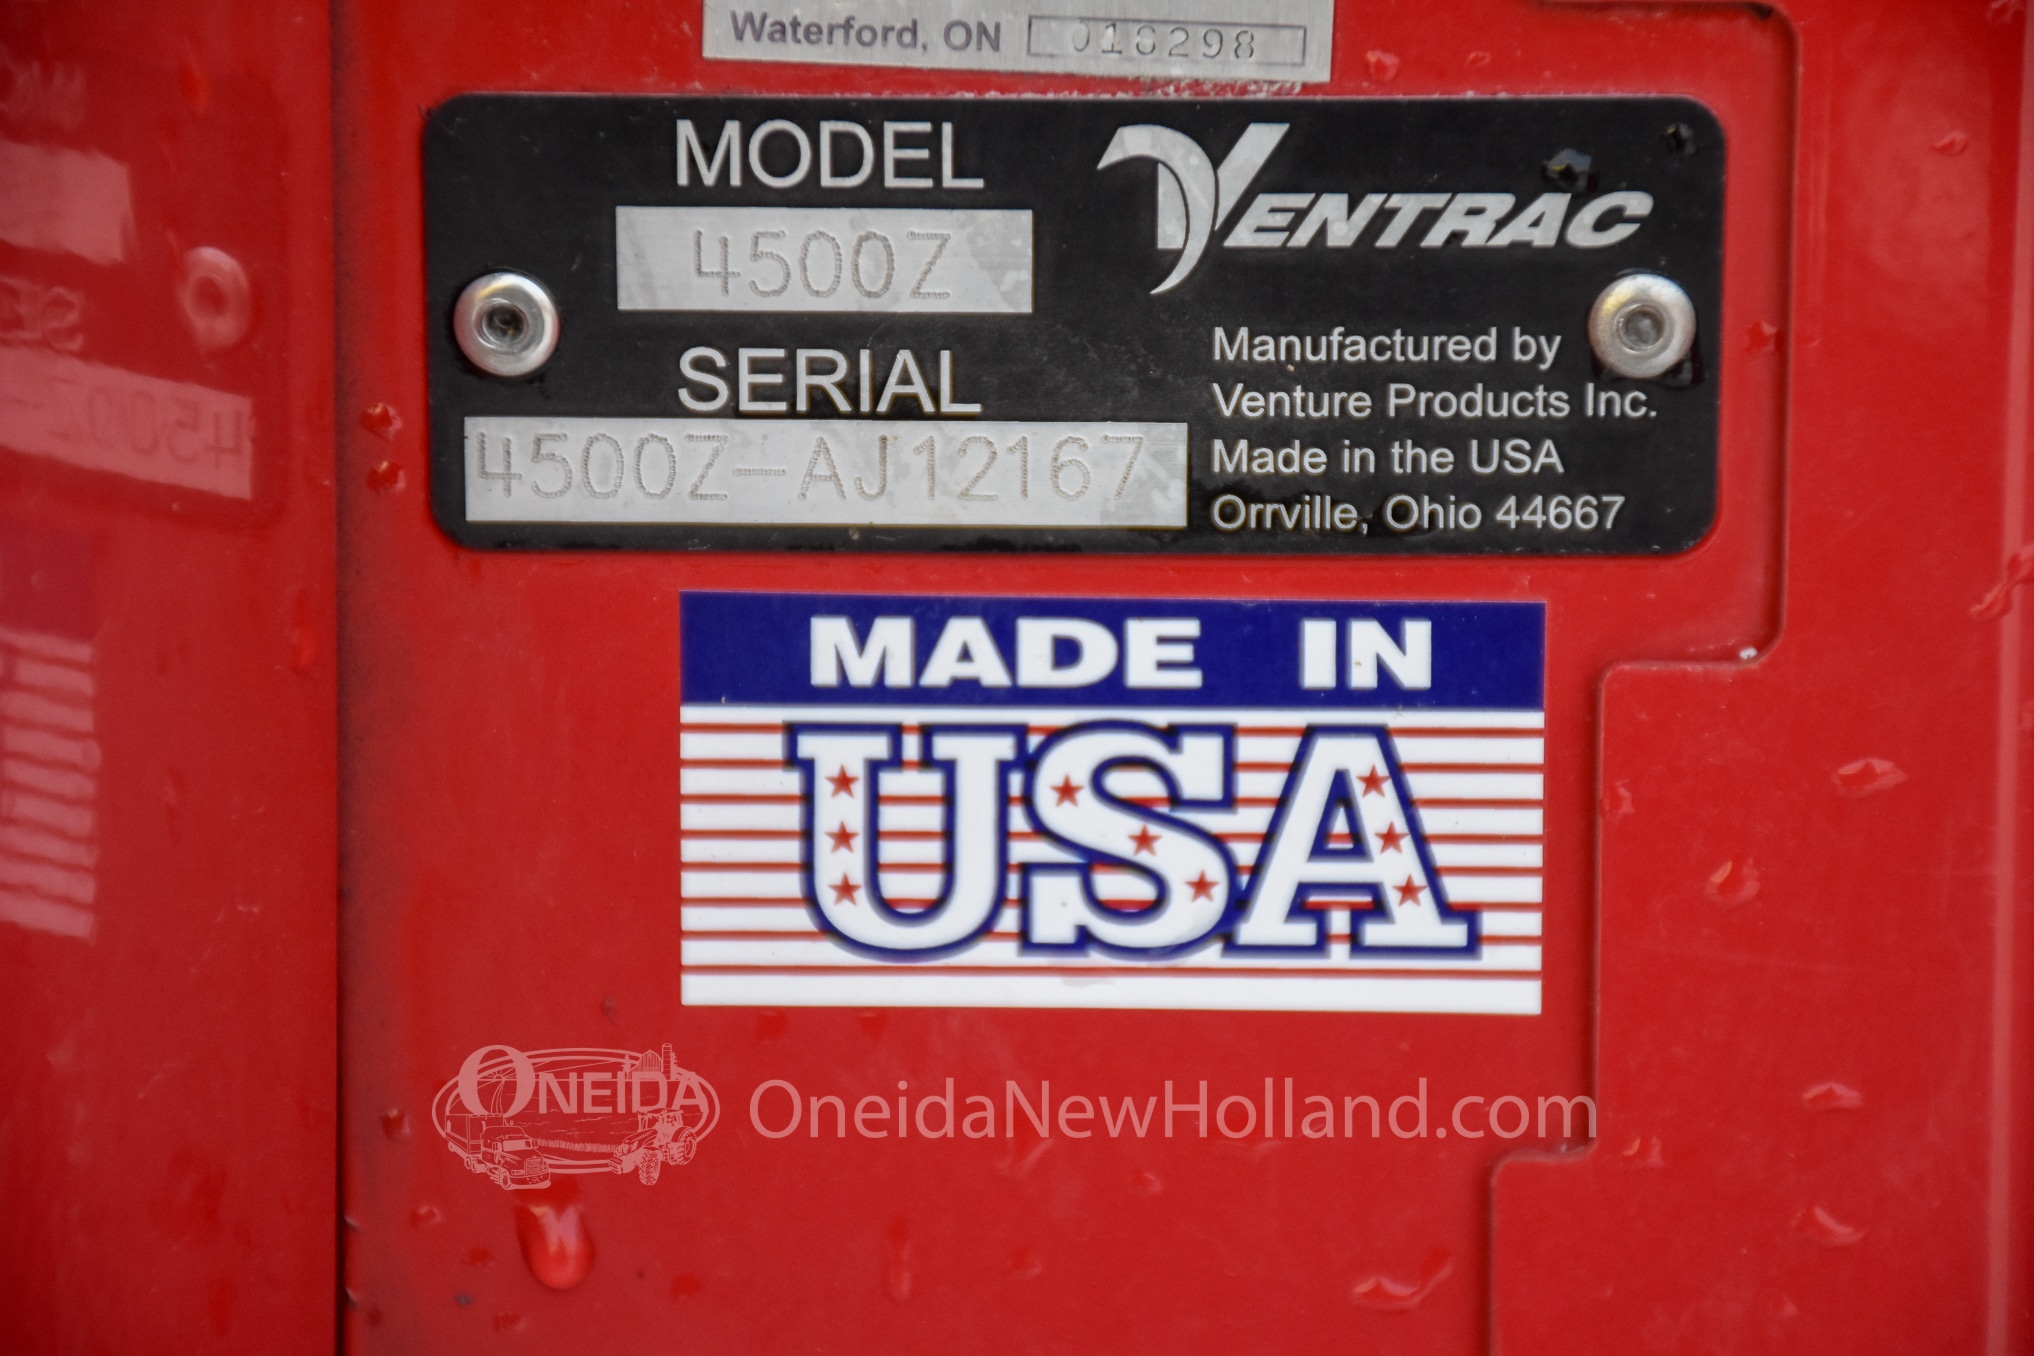 Waterford, ON 018298
MODEL
VENTRAC
4500Z
SERIAL
4500Z-AJ12167
Manufactured by
Venture Products Inc.
Made in the USA
Orrville, Ohio 44667
MADE IN
USA
ONEIDA
OneidaNewHolland.com